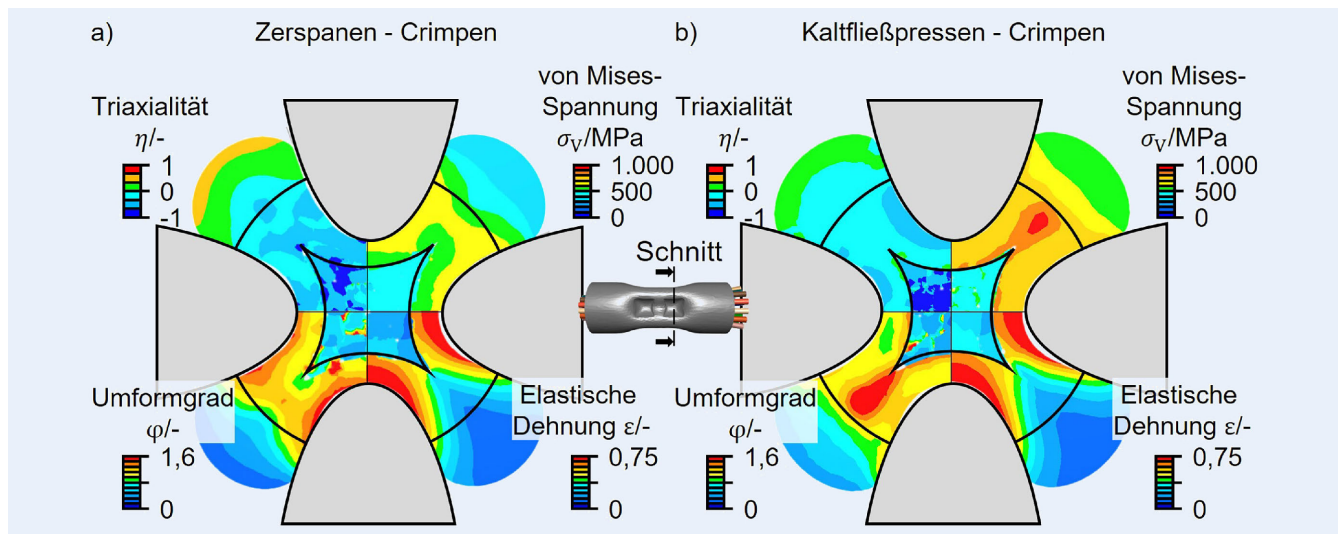 a)
Zerspanen - Crimpen
Triaxialität
η/-
1
0
-1
von Mises-
Spannung
σV/MPa
1.000
500
0
Umformgrad
φ/-
1,6
0
Elastische
Dehnung ε/-
0,75
0
Schnitt
b)
Kaltfließpressen - Crimpen
Triaxialität
η/-
1
0
-1
von Mises-
Spannung
σV/MPa
1.000
500
0
Umformgrad
φ/-
1,6
0
Elastische
Dehnung ε/-
0,75
0